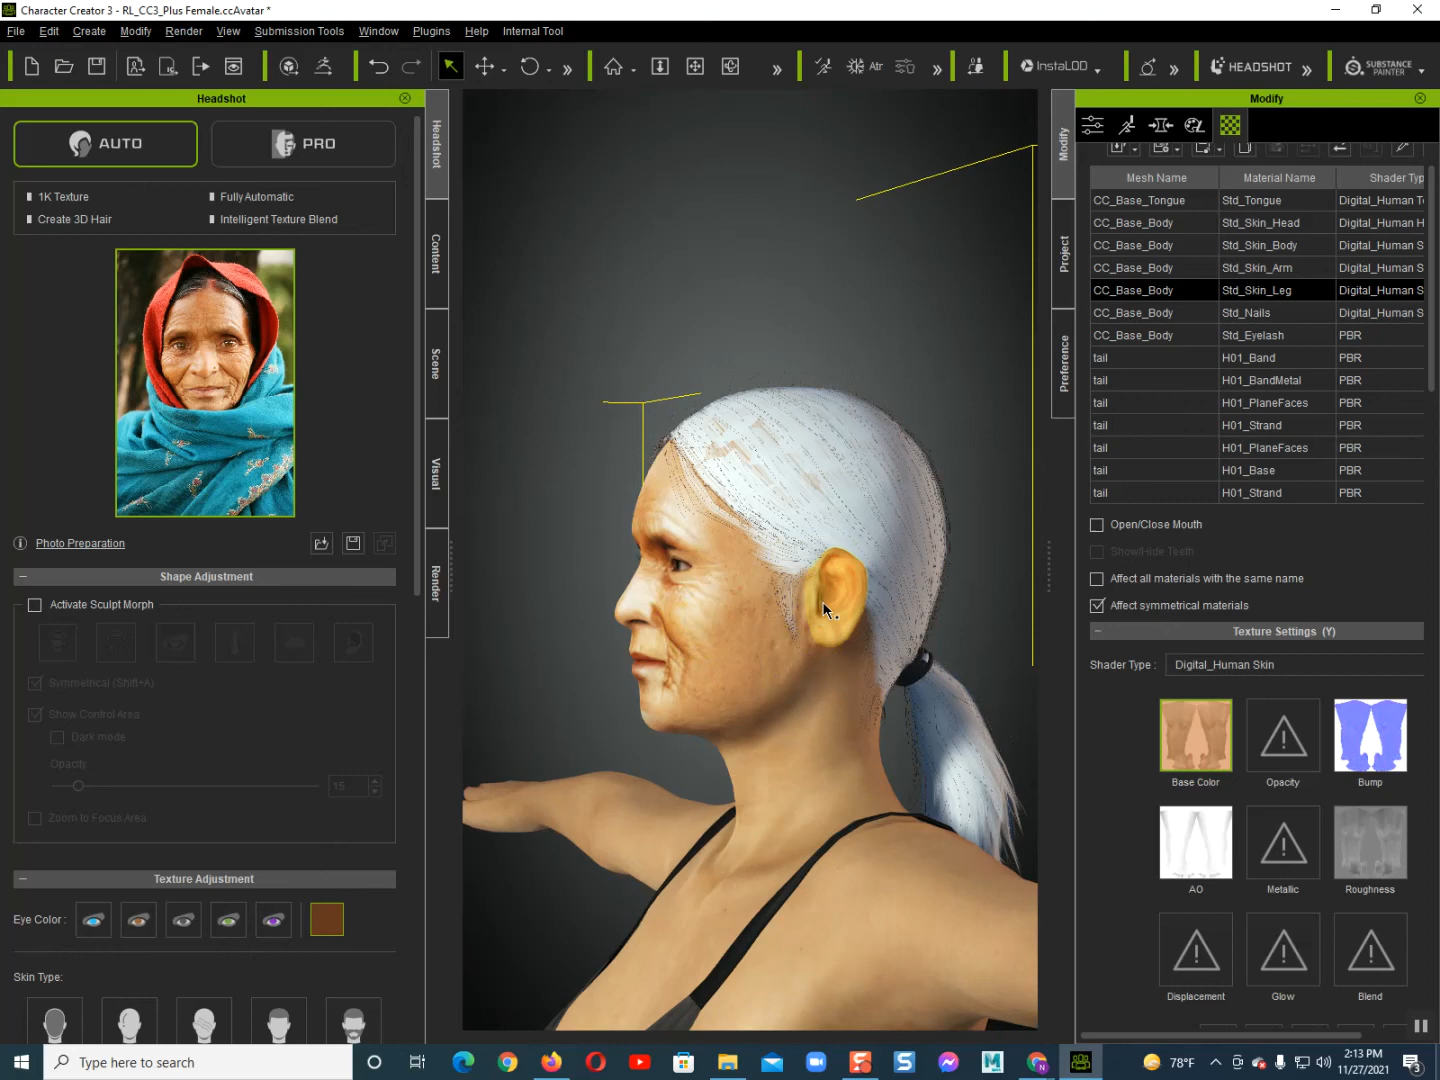 Character Creator 3 - RL_CC3_Plus Female.ccAvatar *
File Edit Create Modify Render View Submission Tools Window Plugins Help Internal Tool
Atr
InstaLOD
HEADSHOT
SUBSTANCE PAINTER
Headshot
AUTO
PRO
1K Texture
Fully Automatic
Create 3D Hair
Intelligent Texture Blend
Photo Preparation
Shape Adjustment
Activate Sculpt Morph
Symmetrical (Shift+A)
Show Control Area
Dark mode
Opacity
15
Zoom to Focus Area
Texture Adjustment
Eye Color :
Skin Type:
Headshot
Content
Scene
Visual
Render
Modify
Project
Preference
Modify
Mesh Name Material Name Shader Typ
CC_Base_Tongue Std_Tongue Digital_Human T
CC_Base_Body Std_Skin_Head Digital_Human H
CC_Base_Body Std_Skin_Body Digital_Human S
CC_Base_Body Std_Skin_Arm Digital_Human S
CC_Base_Body Std_Skin_Leg Digital_Human S
CC_Base_Body Std_Nails Digital_Human S
CC_Base_Body Std_Eyelash PBR
tail H01_Band PBR
tail H01_BandMetal PBR
tail H01_PlaneFaces PBR
tail H01_Strand PBR
tail H01_PlaneFaces PBR
tail H01_Base PBR
tail H01_Strand PBR
Open/Close Mouth
Show/Hide Teeth
Affect all materials with the same name
Affect symmetrical materials
Texture Settings (Y)
Shader Type : Digital_Human Skin
Base Color Opacity Bump
AO Metallic Roughness
Displacement Glow Blend
Type here to search
78°F
2:13 PM
11/27/2021
3